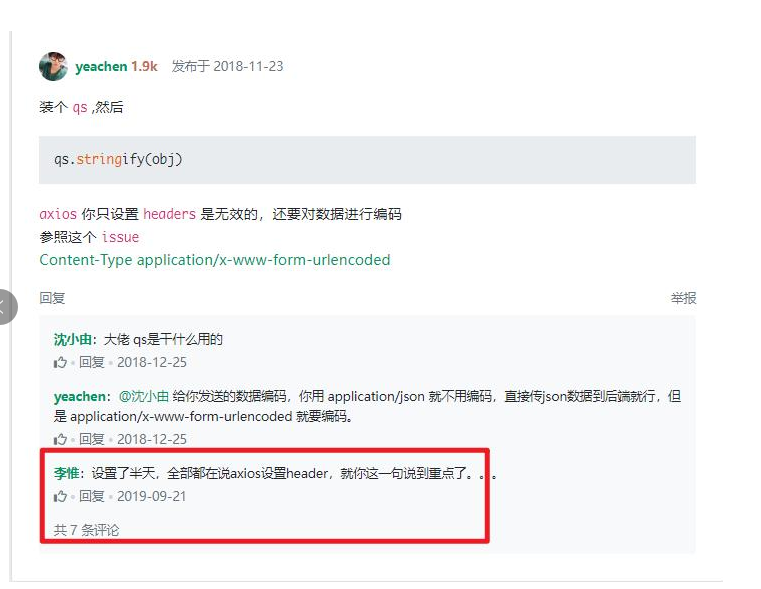 yeachen 1.9k 发布于 2018-11-23
装个 qs ,然后
qs.stringify(obj)
axios 你只设置 headers 是无效的，还要对数据进行编码
参照这个 issue
Content-Type application/x-www-form-urlencoded
回复 举报
沈小由：大佬 qs是干什么用的
回复 2018-12-25
yeachen：@沈小由 给你发送的数据编码，你用 application/json 就不用编码，直接传json数据到后端就行，但
是 application/x-www-form-urlencoded 就要编码。
回复 2018-12-25
李惟：设置了半天，全部都在说axios设置header，就你这一句说到重点了。。。
回复 2019-09-21
共 7 条评论